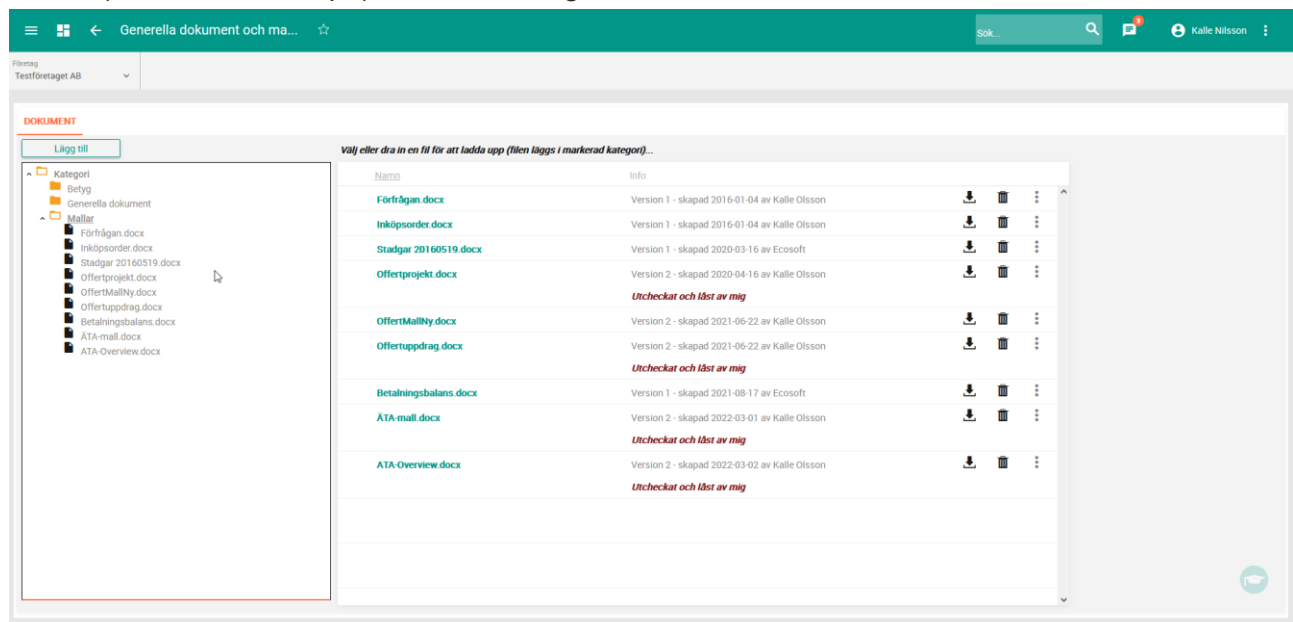 Generella dokument och ma...
Sök...
3
Kalle Nilsson
Företag
Testföretaget AB
DOKUMENT
Lägg till
Välj eller dra in en fil för att ladda upp (filen läggs i markerad kategori)...
Kategori
Betyg
Generella dokument
Mallar
Förfrågan.docx
Inköpsorder.docx
Stadgar 20160519.docx
Offertprojekt.docx
OffertMallNy.docx
Offertuppdrag.docx
Betalningsbalans.docx
ÄTA-mall.docx
ATA-Overview.docx
Namn Info
Förfrågan.docx Version 1 - skapad 2016-01-04 av Kalle Olsson
Inköpsorder.docx Version 1 - skapad 2016-01-04 av Kalle Olsson
Stadgar 20160519.docx Version 1 - skapad 2020-03-16 av Ecosoft
Offertprojekt.docx Version 2 - skapad 2020-04-16 av Kalle Olsson
Utcheckat och låst av mig
OffertMallNy.docx Version 2 - skapad 2021-06-22 av Kalle Olsson
Offertuppdrag.docx Version 2 - skapad 2021-06-22 av Kalle Olsson
Utcheckat och låst av mig
Betalningsbalans.docx Version 1 - skapad 2021-08-17 av Ecosoft
ÄTA-mall.docx Version 2 - skapad 2022-03-01 av Kalle Olsson
Utcheckat och låst av mig
ATA-Overview.docx Version 2 - skapad 2022-03-02 av Kalle Olsson
Utcheckat och låst av mig